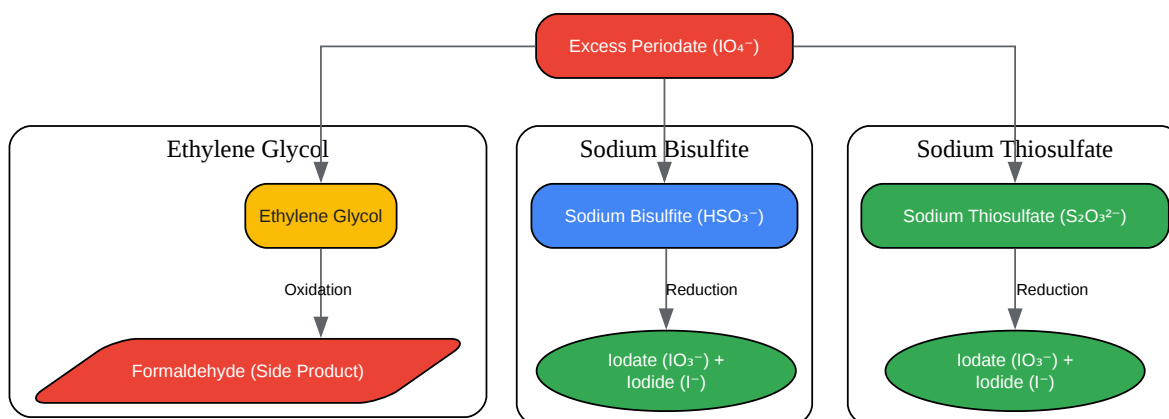 Excess Periodate (IO₄⁻)
Ethylene Glycol
Sodium Bisulfite
Sodium Thiosulfate
Ethylene Glycol
Sodium Bisulfite (HSO₃⁻)
Sodium Thiosulfate (S₂O₃²⁻)
Oxidation
Reduction
Reduction
Formaldehyde (Side Product)
Iodate (IO₃⁻) +
Iodide (I⁻)
Iodate (IO₃⁻) +
Iodide (I⁻)